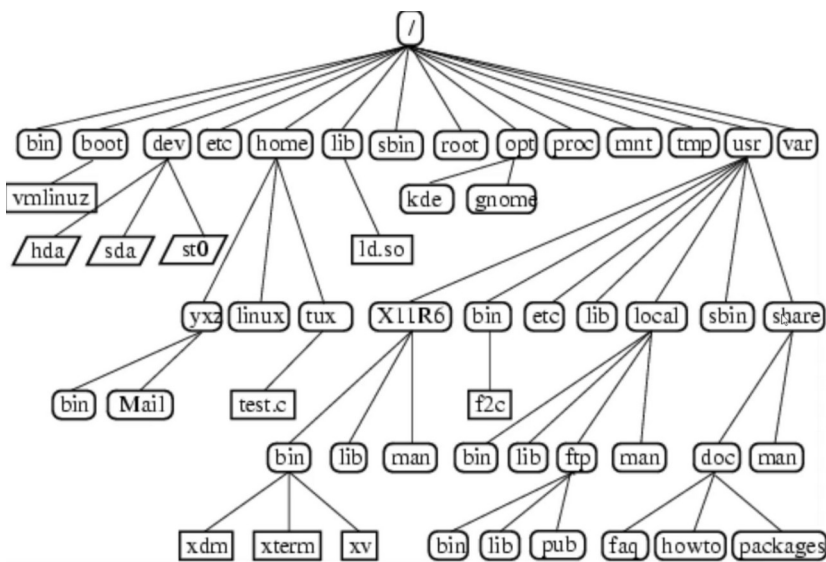 /
bin boot dev etc home lib sbin root opt proc mnt tmp usr var
vmlinuz kde gnome
hda sda st0 ld.so
yxz linux tux X11R6 bin etc lib local sbin share
bin Mail test.c f2c
bin lib man bin lib ftp man doc man
xdm xterm xv bin lib pub faq howto packages